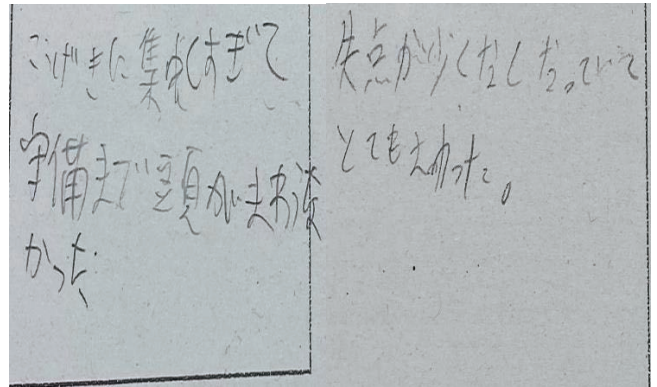 こげきに集中しすぎて
守備まで頭がまわらな
かった
失点が少くなくなっていて
とてもよかった。